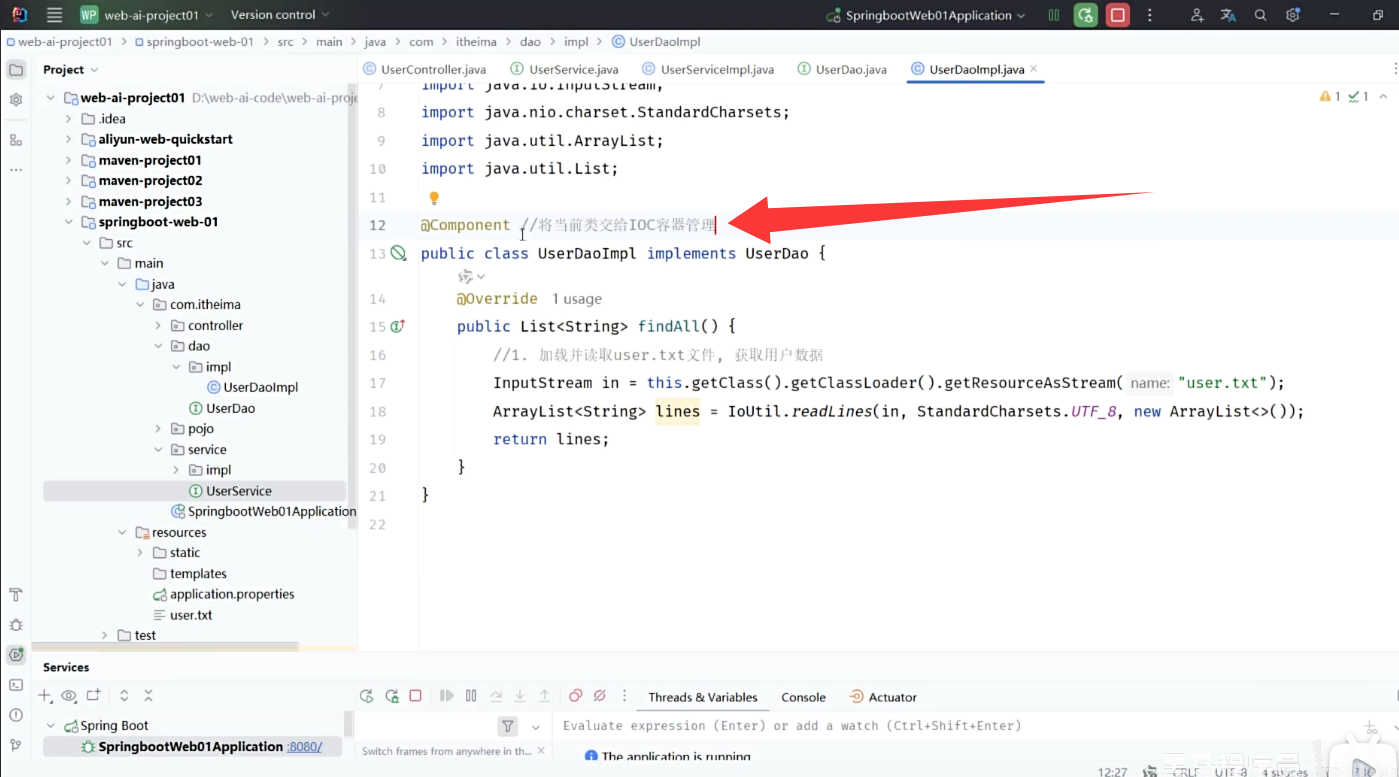 WP web-ai-project01 Version control SpringbootWeb01Application
web-ai-project01 > springboot-web-01 > src > main > java > com > itheima > dao > impl > UserDaoImpl
Project
UserController.java UserService.java UserServiceImpl.java UserDao.java UserDaoImpl.java
web-ai-project01 D:\web-ai-code\web-ai-proje
.idea
aliyun-web-quickstart
maven-project01
maven-project02
maven-project03
springboot-web-01
src
main
java
com.itheima
controller
dao
impl
UserDaoImpl
UserDao
pojo
service
impl
UserService
SpringbootWeb01Application
resources
static
templates
application.properties
user.txt
test
1 1
7 import java.io.InputStream;
8 import java.nio.charset.StandardCharsets;
9 import java.util.ArrayList;
10 import java.util.List;
11
12 @Component //将当前类交给IOC容器管理
13 public class UserDaoImpl implements UserDao {
14 @Override 1 usage
15 public List<String> findAll() {
16 //1. 加载并读取user.txt文件, 获取用户数据
17 InputStream in = this.getClass().getClassLoader().getResourceAsStream( name: "user.txt");
18 ArrayList<String> lines = IoUtil.readLines(in, StandardCharsets.UTF_8, new ArrayList<>());
19 return lines;
20 }
21 }
22
Services
Threads & Variables Console Actuator
Spring Boot
SpringbootWeb01Application :8080/
Evaluate expression (Enter) or add a watch (Ctrl+Shift+Enter)
Switch frames from anywhere in th...
The application is running
12:27 CRLF UTF-8 4 spaces